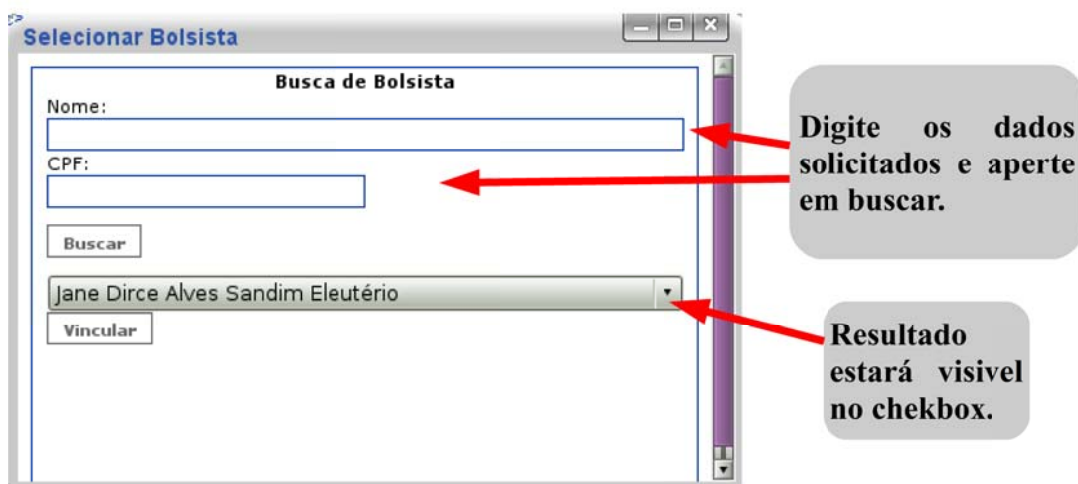 Selecionar Bolsista
Busca de Bolsista
Nome:
CPF:
Buscar
Jane Dirce Alves Sandim Eleutério
Vincular
Digite os dados
solicitados e aperte
em buscar.
Resultado
estará visivel
no chekbox.